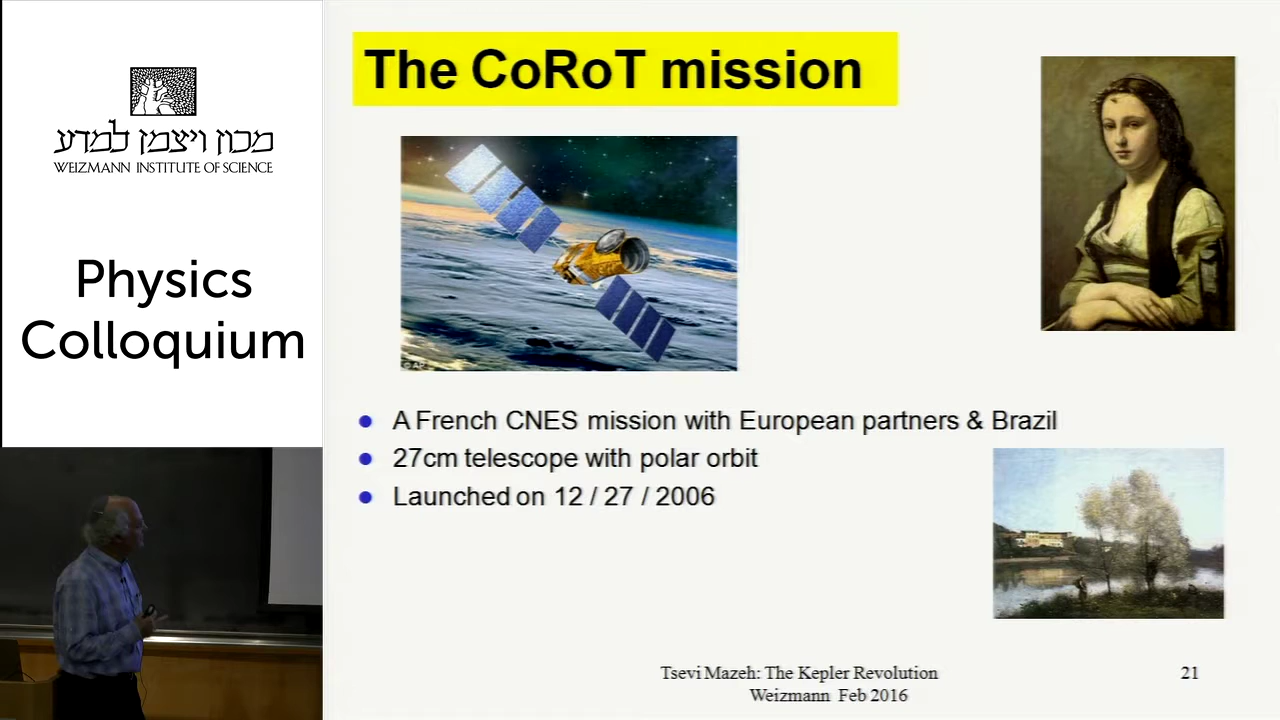 מכון ויצמן למדע
WEIZMANN INSTITUTE OF SCIENCE
Physics
Colloquium
The CoRoT mission
A French CNES mission with European partners & Brazil
27cm telescope with polar orbit
Launched on 12 / 27 / 2006
Tsevi Mazeh: The Kepler Revolution
Weizmann Feb 2016
21